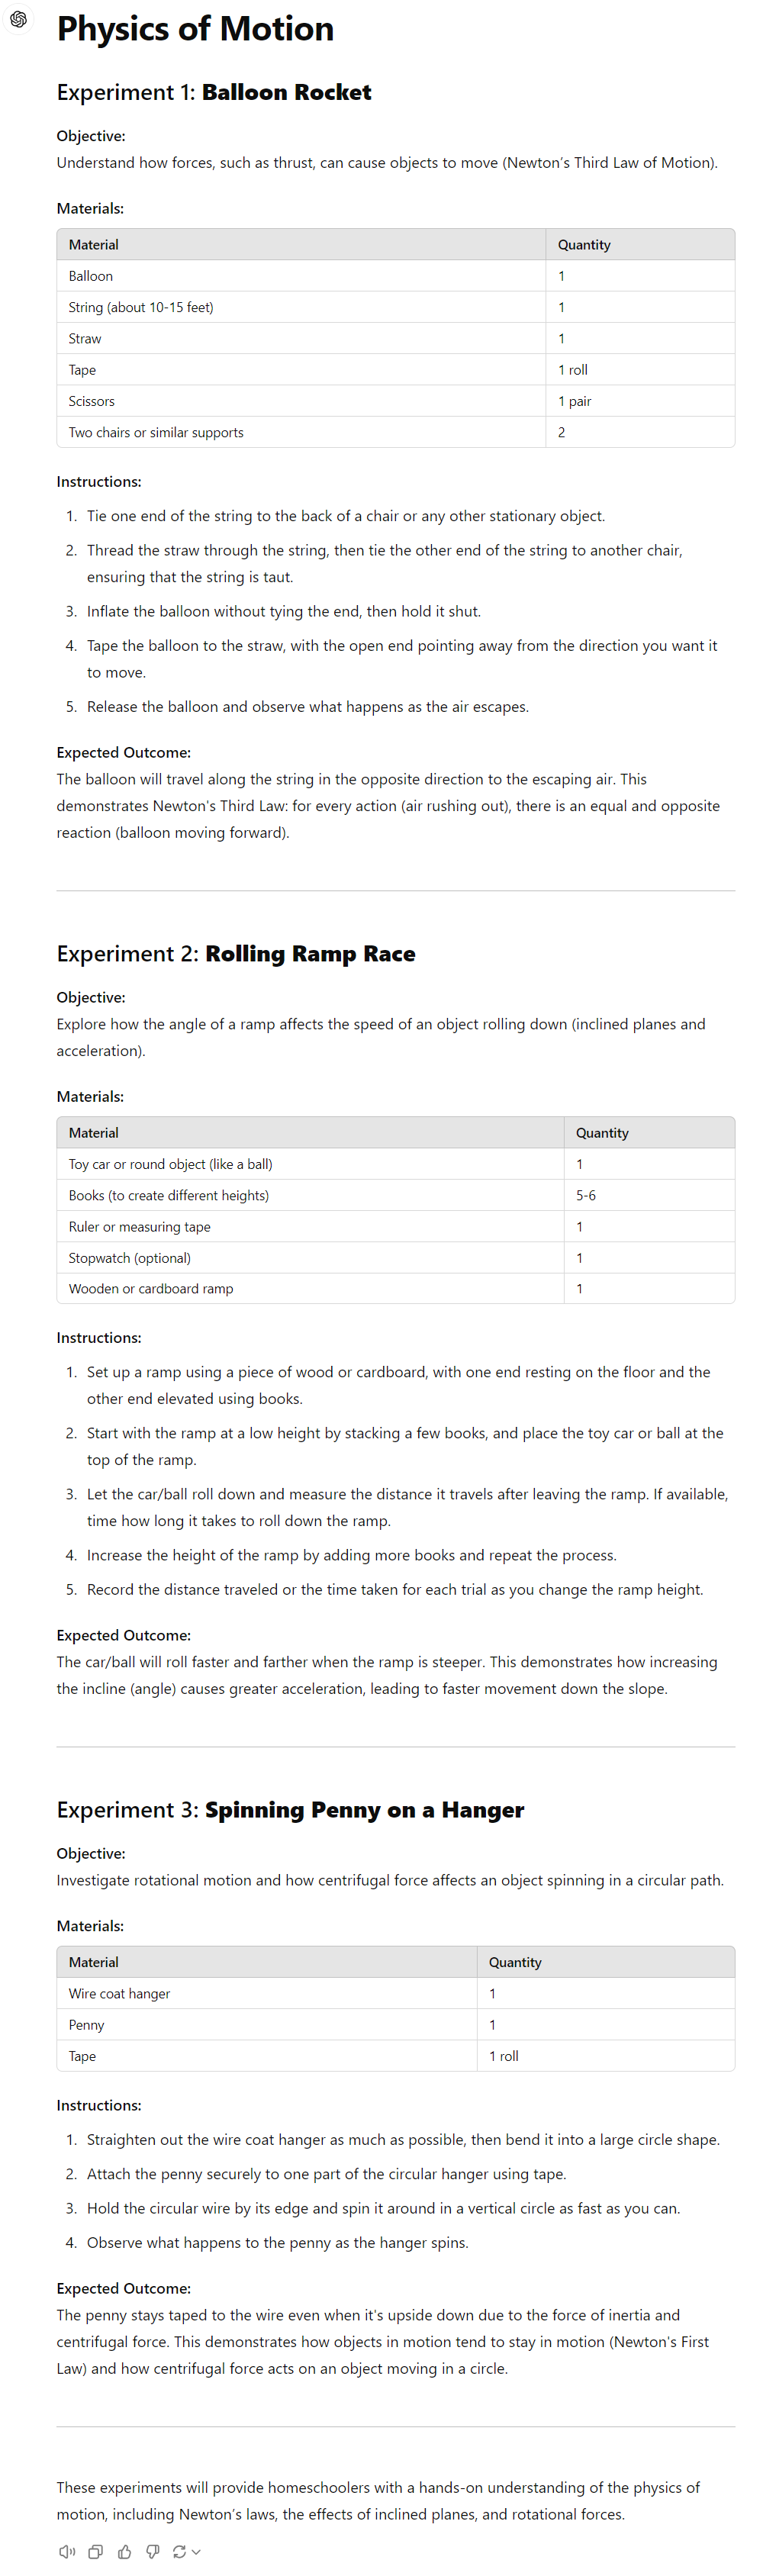 Physics of Motion
Experiment 1: Balloon Rocket
Objective:
Understand how forces, such as thrust, can cause objects to move (Newton's Third Law of Motion).
Materials:
Material Quantity
Balloon 1
String (about 10-15 feet) 1
Straw 1
Tape 1 roll
Scissors 1 pair
Two chairs or similar supports 2
Instructions:
1. Tie one end of the string to the back of a chair or any other stationary object.
2. Thread the straw through the string, then tie the other end of the string to another chair,
ensuring that the string is taut.
3. Inflate the balloon without tying the end, then hold it shut.
4. Tape the balloon to the straw, with the open end pointing away from the direction you want it
to move.
5. Release the balloon and observe what happens as the air escapes.
Expected Outcome:
The balloon will travel along the string in the opposite direction to the escaping air. This
demonstrates Newton's Third Law: for every action (air rushing out), there is an equal and opposite
reaction (balloon moving forward).
Experiment 2: Rolling Ramp Race
Objective:
Explore how the angle of a ramp affects the speed of an object rolling down (inclined planes and
acceleration).
Materials:
Material Quantity
Toy car or round object (like a ball) 1
Books (to create different heights) 5-6
Ruler or measuring tape 1
Stopwatch (optional) 1
Wooden or cardboard ramp 1
Instructions:
1. Set up a ramp using a piece of wood or cardboard, with one end resting on the floor and the
other end elevated using books.
2. Start with the ramp at a low height by stacking a few books, and place the toy car or ball at the
top of the ramp.
3. Let the car/ball roll down and measure the distance it travels after leaving the ramp. If available,
time how long it takes to roll down the ramp.
4. Increase the height of the ramp by adding more books and repeat the process.
5. Record the distance traveled or the time taken for each trial as you change the ramp height.
Expected Outcome:
The car/ball will roll faster and farther when the ramp is steeper. This demonstrates how increasing
the incline (angle) causes greater acceleration, leading to faster movement down the slope.
Experiment 3: Spinning Penny on a Hanger
Objective:
Investigate rotational motion and how centrifugal force affects an object spinning in a circular path.
Materials:
Material Quantity
Wire coat hanger 1
Penny 1
Tape 1 roll
Instructions:
1. Straighten out the wire coat hanger as much as possible, then bend it into a large circle shape.
2. Attach the penny securely to one part of the circular hanger using tape.
3. Hold the circular wire by its edge and spin it around in a vertical circle as fast as you can.
4. Observe what happens to the penny as the hanger spins.
Expected Outcome:
The penny stays taped to the wire even when it's upside down due to the force of inertia and
centrifugal force. This demonstrates how objects in motion tend to stay in motion (Newton's First
Law) and how centrifugal force acts on an object moving in a circle.
These experiments will provide homeschoolers with a hands-on understanding of the physics of
motion, including Newton's laws, the effects of inclined planes, and rotational forces.